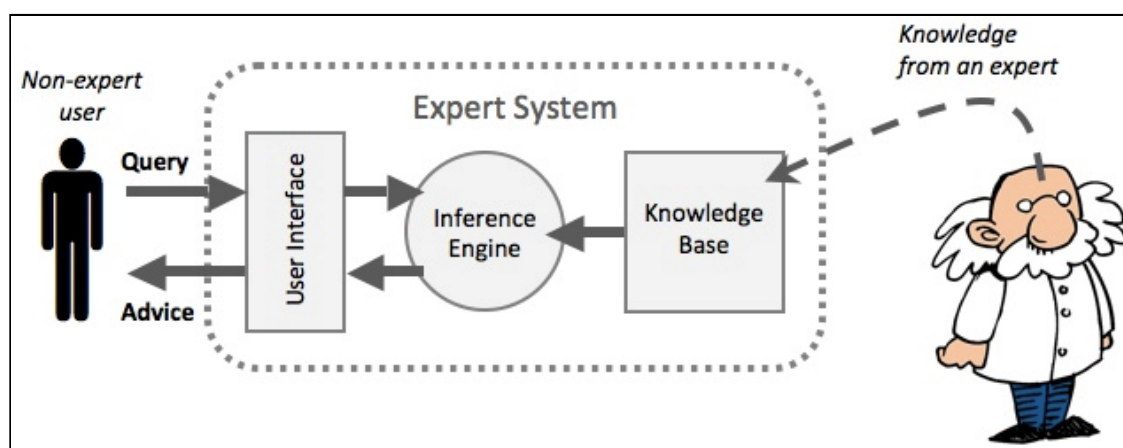 Non-expert
user
Query
Advice
Expert System
User Interface
Inference
Engine
Knowledge
Base
Knowledge
from an expert